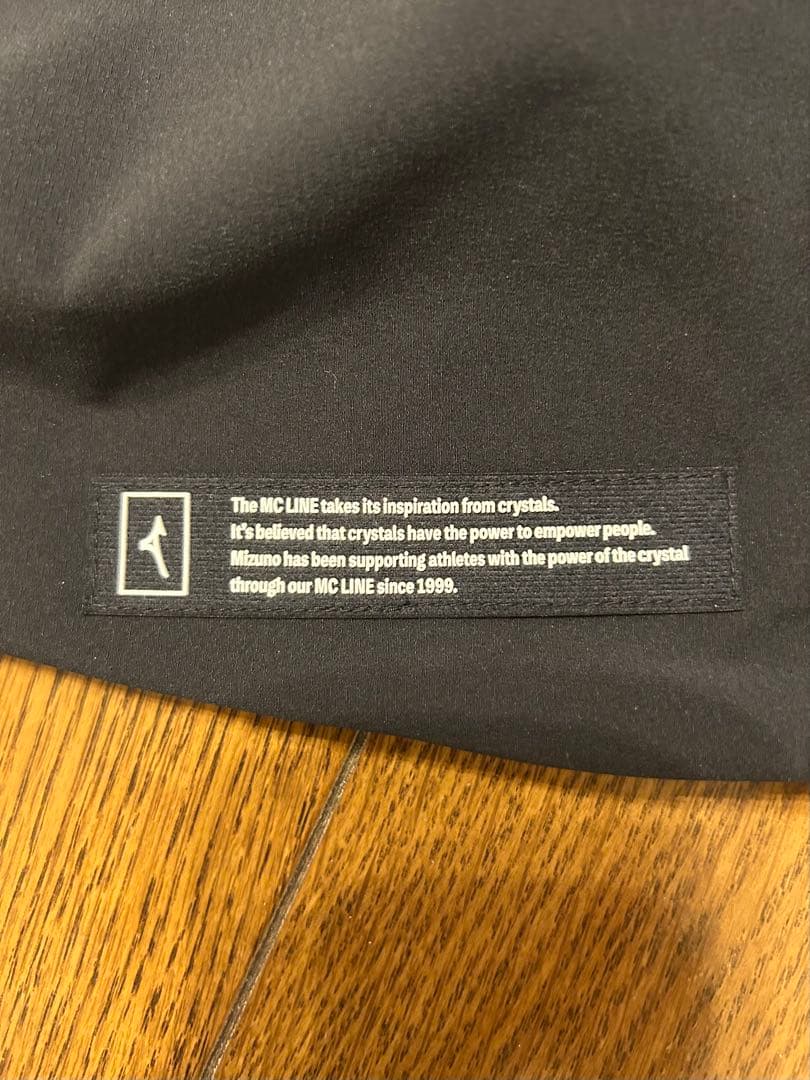 The MC LINE takes its inspiration from crystals.
It's believed that crystals have the power to empower people.
Mizuno has been supporting athletes with the power of the crystal
through our MC LINE since 1999.